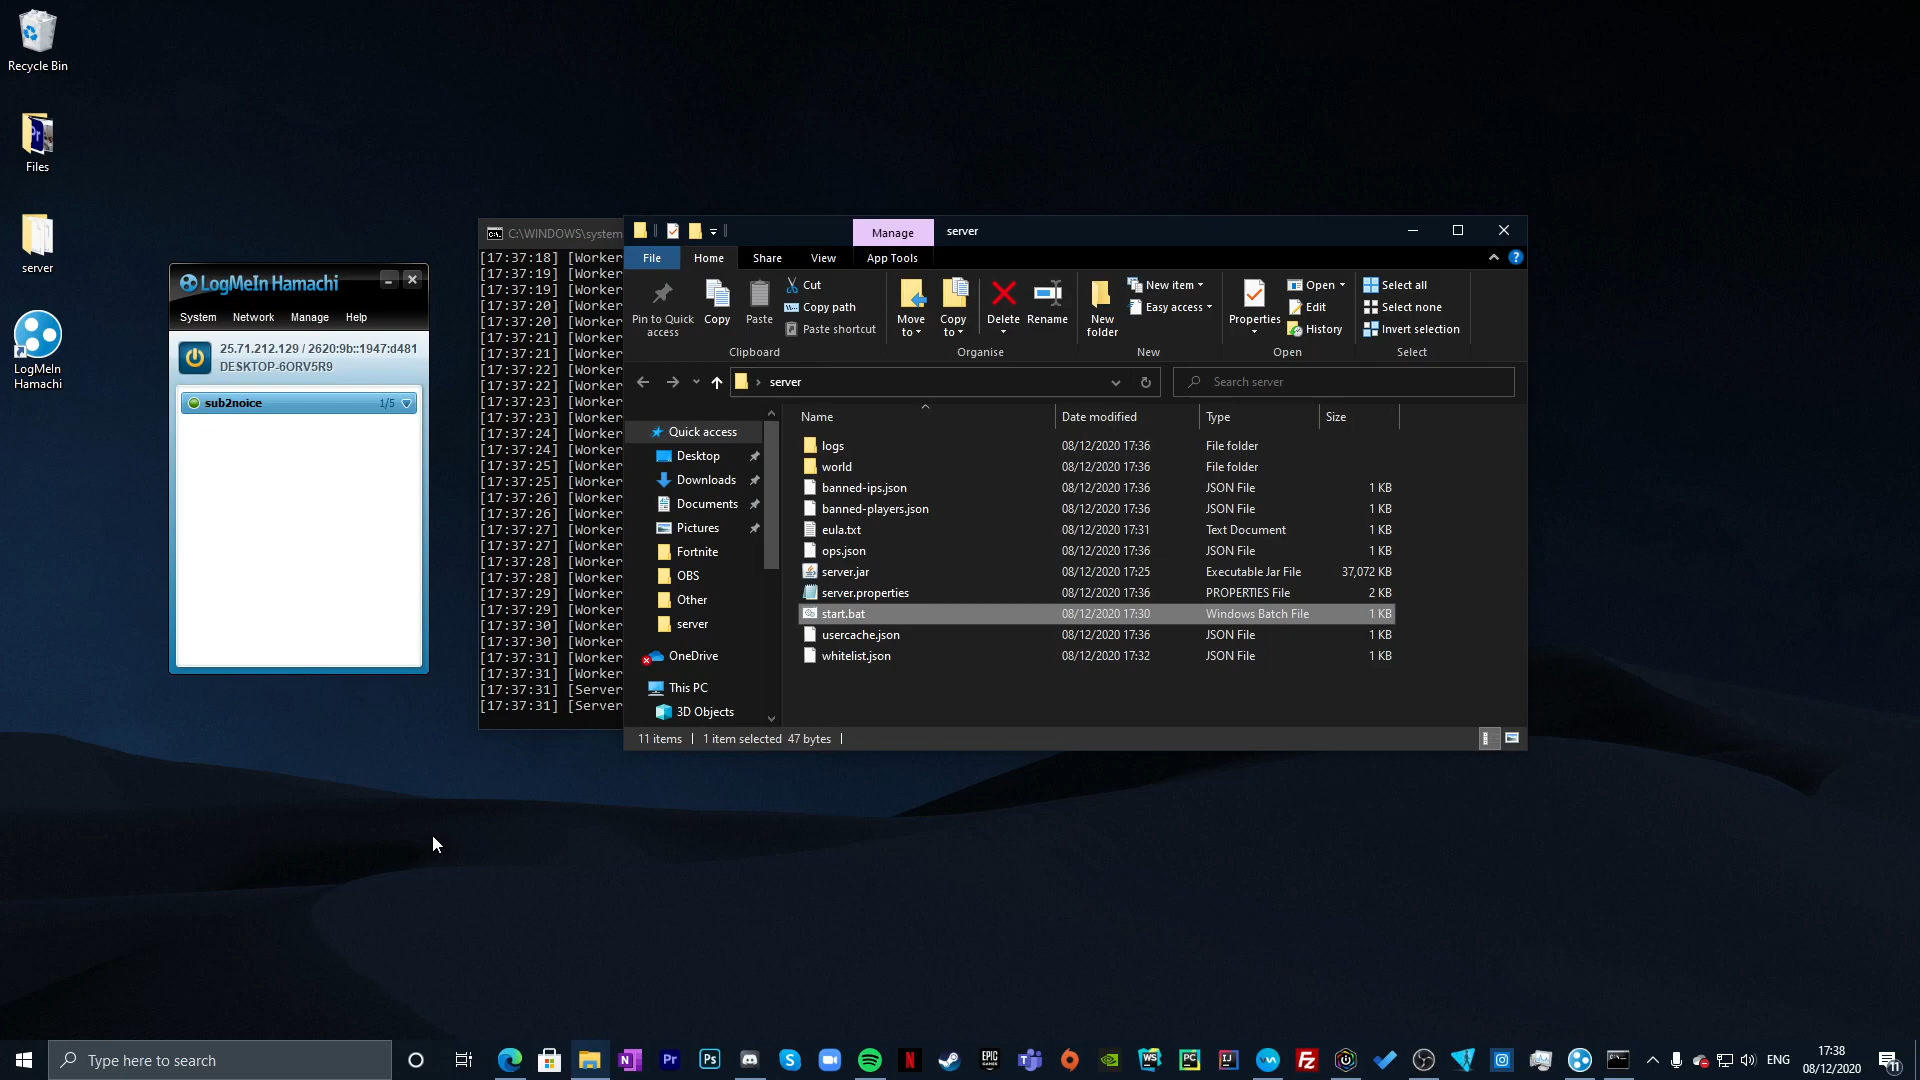 Recycle Bin
Files
server
LogMeIn
Hamachi
LogMeIn Hamachi
System Network Manage Help
25.71.212.129 / 2620:9b::1947:d481
DESKTOP-6ORV5R9
sub2noice 1/5
C:\WINDOWS\system
[17:37:18] [Worker
[17:37:19] [Worker
[17:37:19] [Worker
[17:37:20] [Worker
[17:37:20] [Worker
[17:37:21] [Worker
[17:37:21] [Worker
[17:37:22] [Worker
[17:37:22] [Worker
[17:37:23] [Worker
[17:37:23] [Worker
[17:37:24] [Worker
[17:37:24] [Worker
[17:37:25] [Worker
[17:37:25] [Worker
[17:37:26] [Worker
[17:37:26] [Worker
[17:37:27] [Worker
[17:37:27] [Worker
[17:37:28] [Worker
[17:37:28] [Worker
[17:37:29] [Worker
[17:37:29] [Worker
[17:37:30] [Worker
[17:37:30] [Worker
[17:37:31] [Worker
[17:37:31] [Worker
[17:37:31] [Server
[17:37:31] [Server
Manage server
File Home Share View App Tools
Pin to Quick access
Copy
Paste
Cut
Copy path
Paste shortcut
Clipboard
Move to
Copy to
Delete
Rename
Organise
New folder
New item
Easy access
New
Properties
Open
Edit
History
Open
Select all
Select none
Invert selection
Select
server
Search server
Quick access
Desktop
Downloads
Documents
Pictures
Fortnite
OBS
Other
server
OneDrive
This PC
3D Objects
Name Date modified Type Size
logs 08/12/2020 17:36 File folder
world 08/12/2020 17:36 File folder
banned-ips.json 08/12/2020 17:36 JSON File 1 KB
banned-players.json 08/12/2020 17:36 JSON File 1 KB
eula.txt 08/12/2020 17:31 Text Document 1 KB
ops.json 08/12/2020 17:36 JSON File 1 KB
server.jar 08/12/2020 17:25 Executable Jar File 37,072 KB
server.properties 08/12/2020 17:36 PROPERTIES File 2 KB
start.bat 08/12/2020 17:30 Windows Batch File 1 KB
usercache.json 08/12/2020 17:36 JSON File 1 KB
whitelist.json 08/12/2020 17:32 JSON File 1 KB
11 items 1 item selected 47 bytes
Type here to search
N
Pr
Ps
N
EPIC GAMES
WS
PC
IJ
Fz
ENG
17:38
08/12/2020
11